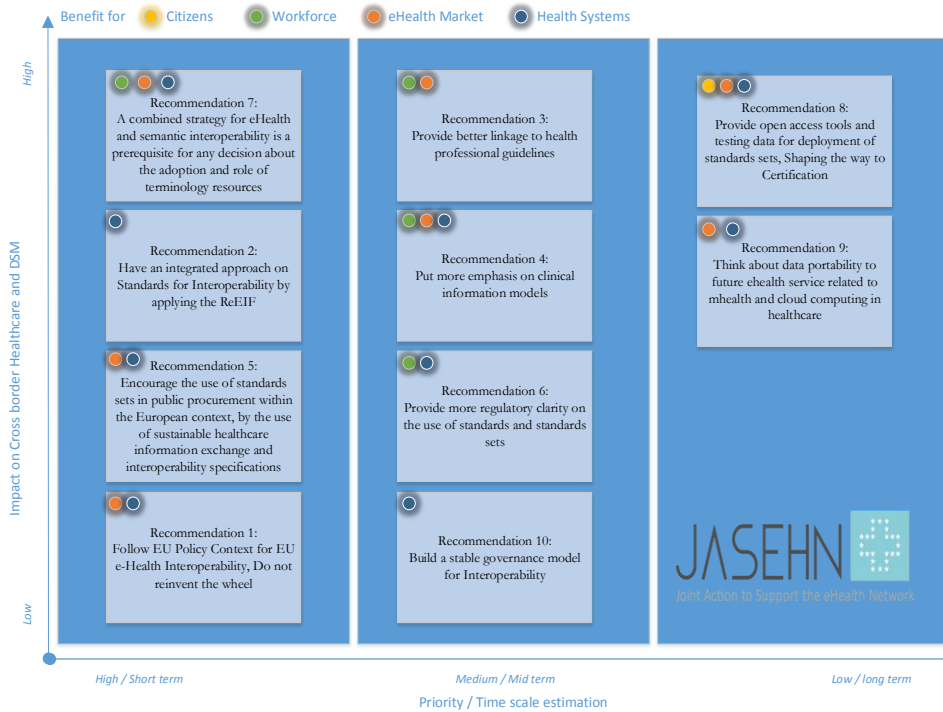 Benefit for Citizens Workforce eHealth Market Health Systems
High
Impact on Cross border Healthcare and DSM
Low
Recommendation 7:
A combined strategy for eHealth
and semantic interoperability is a
prerequisite for any decision about
the adoption and role of
terminology resources
Recommendation 2:
Have an integrated approach on
Standards for Interoperability by
applying the ReEIF
Recommendation 5:
Encourage the use of standards
sets in public procurement within
the European context, by the use
of sustainable healthcare
information exchange and
interoperability specifications
Recommendation 1:
Follow EU Policy Context for EU
e-Health Interoperability, Do not
reinvent the wheel
Recommendation 3:
Provide better linkage to health
professional guidelines
Recommendation 4:
Put more emphasis on clinical
information models
Recommendation 6:
Provide more regulatory clarity on
the use of standards and standards
sets
Recommendation 10:
Build a stable governance model
for Interoperability
Recommendation 8:
Provide open access tools and
testing data for deployment of
standards sets, Shaping the way to
Certification
Recommendation 9:
Think about data portability to
future ehealth service related to
mhealth and cloud computing in
healthcare
JASEHN
Joint Action to Support the eHealth Network
High / Short term
Medium / Mid term
Low / long term
Priority / Time scale estimation